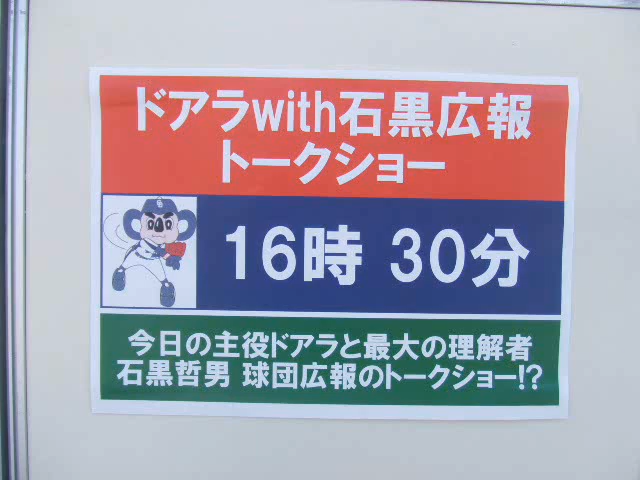 ドアラwith石黒広報
トークショー
16時 30分
今日の主役ドアラと最大の理解者
石黒哲男 球団広報のトークショー!?